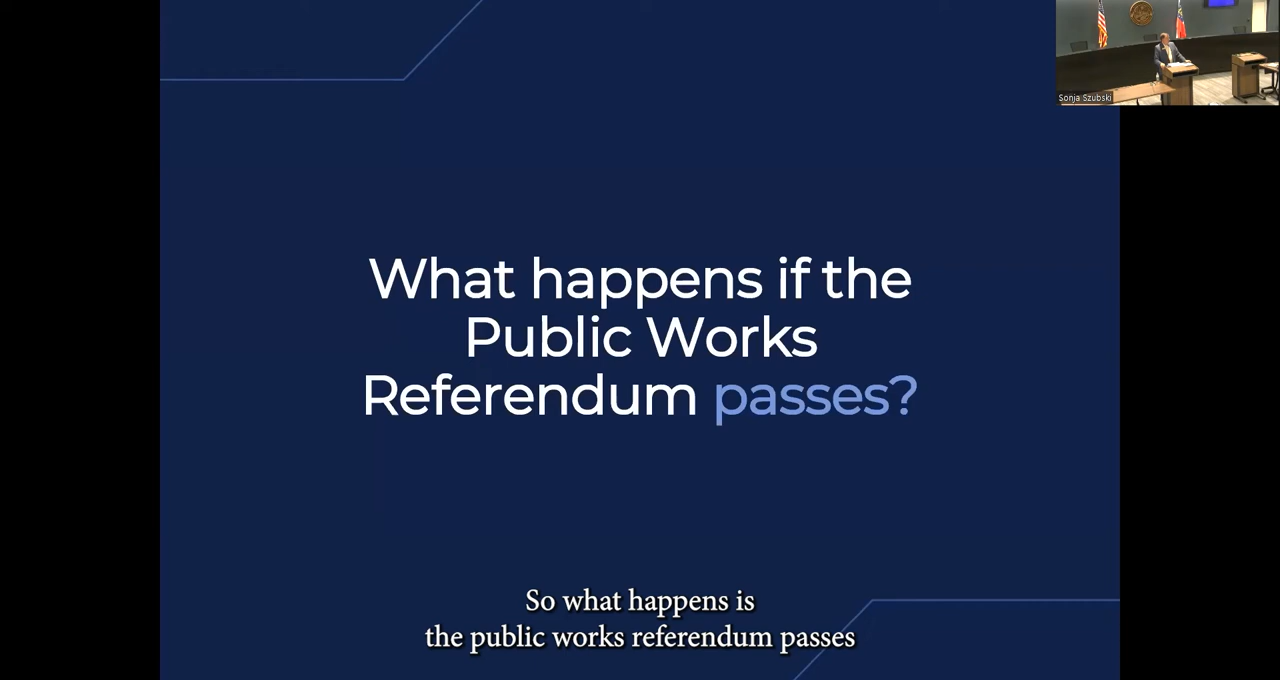 Sonja Szubski
What happens if the
Public Works
Referendum passes?
So what happens is
the public works referendum passes